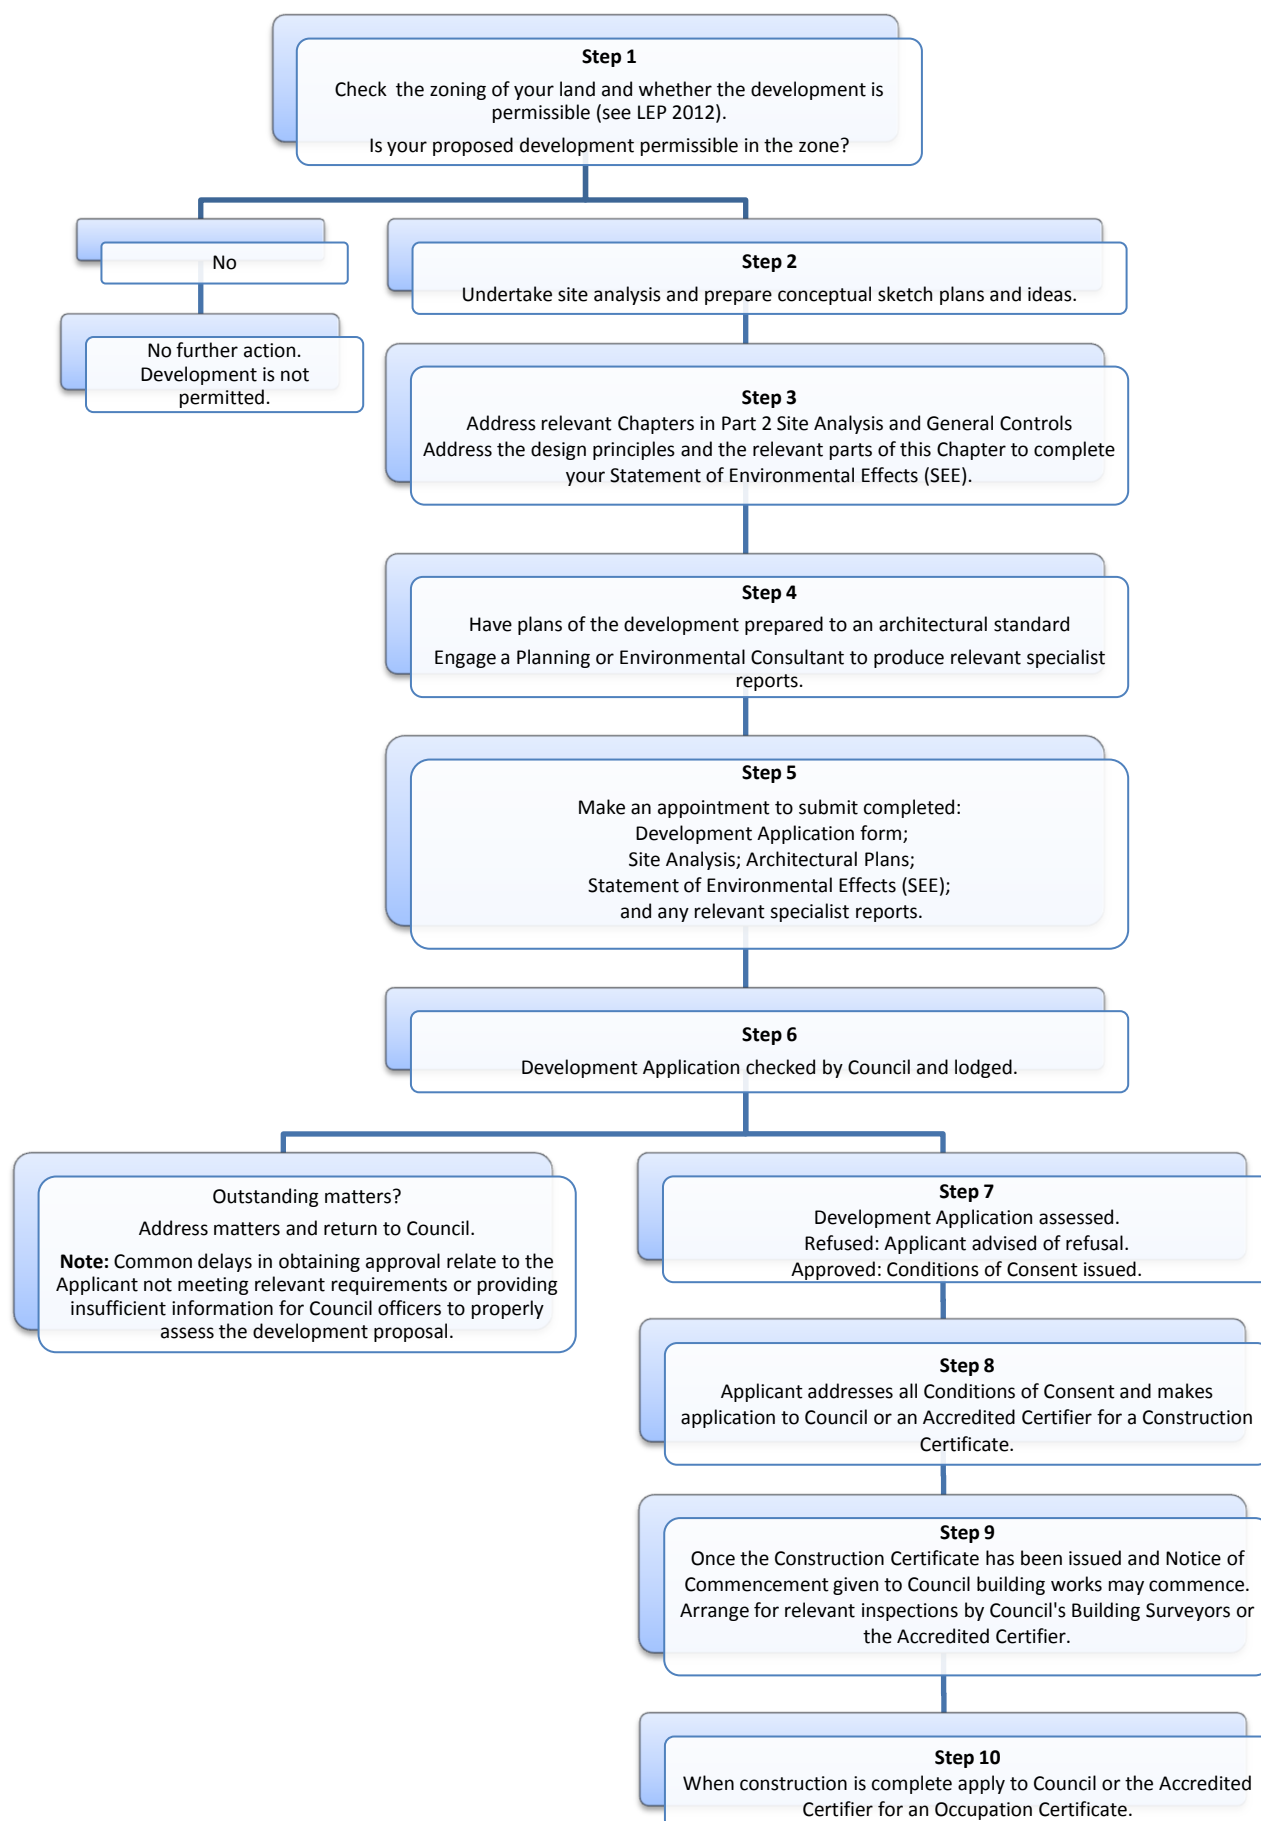 Step 1
Check the zoning of your land and whether the development is
permissible (see LEP 2012).
Is your proposed development permissible in the zone?
No
No further action.
Development is not
permitted.
Step 2
Undertake site analysis and prepare conceptual sketch plans and ideas.
Step 3
Address relevant Chapters in Part 2 Site Analysis and General Controls
Address the design principles and the relevant parts of this Chapter to complete
your Statement of Environmental Effects (SEE).
Step 4
Have plans of the development prepared to an architectural standard
Engage a Planning or Environmental Consultant to produce relevant specialist
reports.
Step 5
Make an appointment to submit completed:
Development Application form;
Site Analysis; Architectural Plans;
Statement of Environmental Effects (SEE);
and any relevant specialist reports.
Step 6
Development Application checked by Council and lodged.
Outstanding matters?
Address matters and return to Council.
Note: Common delays in obtaining approval relate to the
Applicant not meeting relevant requirements or providing
insufficient information for Council officers to properly
assess the development proposal.
Step 7
Development Application assessed.
Refused: Applicant advised of refusal.
Approved: Conditions of Consent issued.
Step 8
Applicant addresses all Conditions of Consent and makes
application to Council or an Accredited Certifier for a Construction
Certificate.
Step 9
Once the Construction Certificate has been issued and Notice of
Commencement given to Council building works may commence.
Arrange for relevant inspections by Council's Building Surveyors or
the Accredited Certifier.
Step 10
When construction is complete apply to Council or the Accredited
Certifier for an Occupation Certificate.